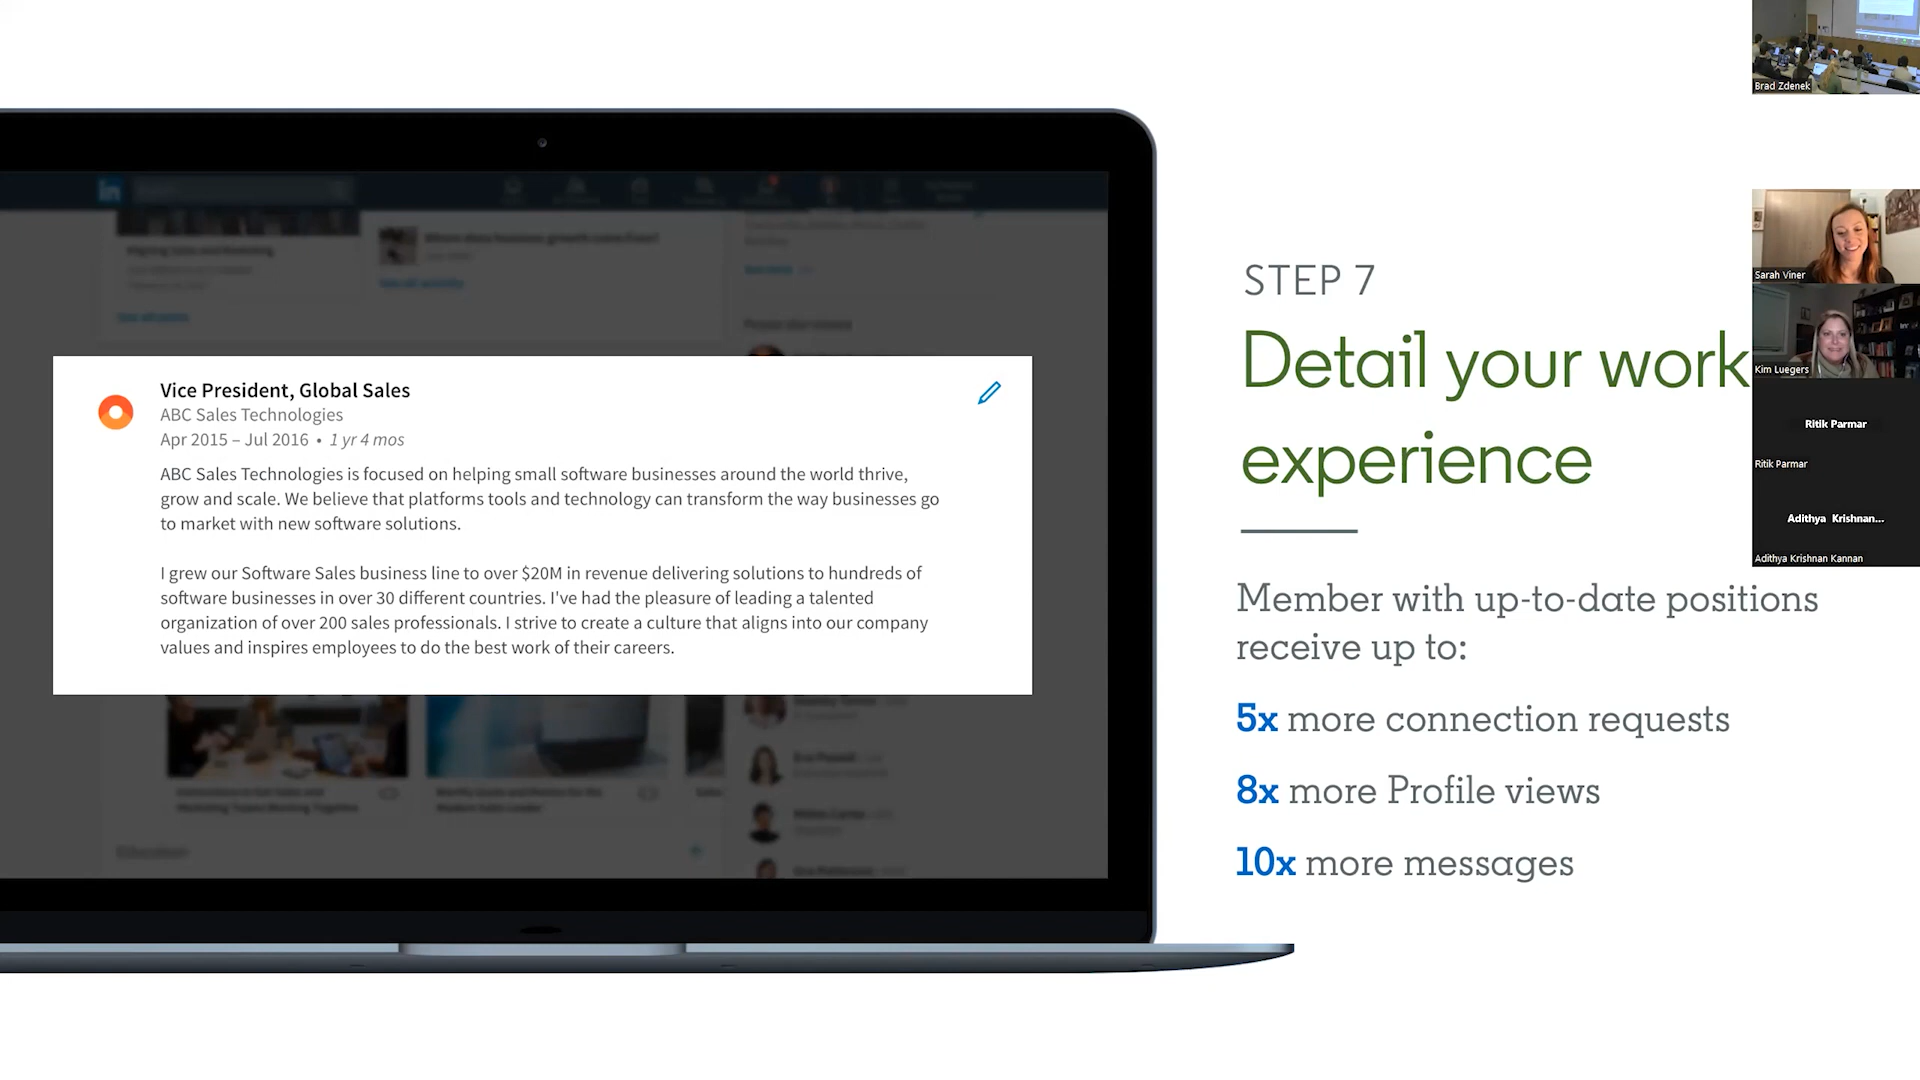 Brad Zdenek
in
Vice President, Global Sales
ABC Sales Technologies
Apr 2015 – Jul 2016 • 1 yr 4 mos
ABC Sales Technologies is focused on helping small software businesses around the world thrive,
grow and scale. We believe that platforms tools and technology can transform the way businesses go
to market with new software solutions.
I grew our Software Sales business line to over $20M in revenue delivering solutions to hundreds of
software businesses in over 30 different countries. I've had the pleasure of leading a talented
organization of over 200 sales professionals. I strive to create a culture that aligns into our company
values and inspires employees to do the best work of their careers.
STEP 7
Detail your work
experience
Member with up-to-date positions
receive up to:
5x more connection requests
8x more Profile views
10x more messages
Sarah Viner
Kim Luegers
Ritik Parmar
Ritik Parmar
Adithya Krishnan...
Adithya Krishnan Kannan